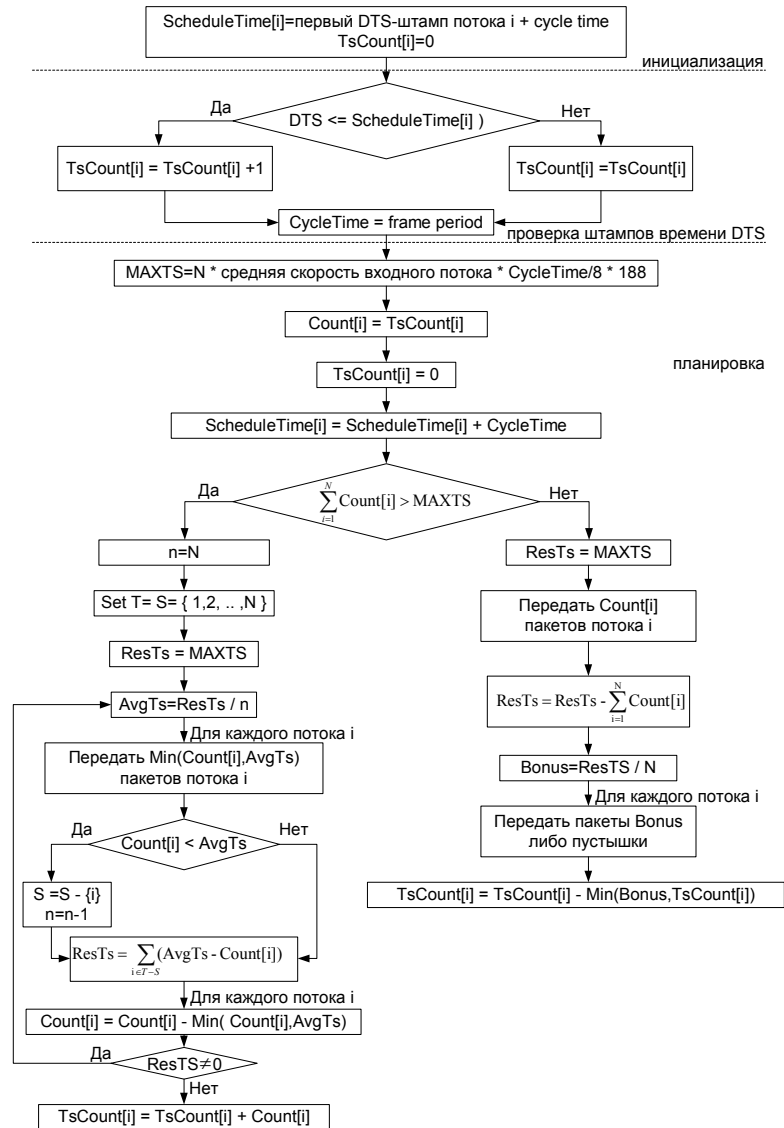 ScheduleTime[i]=первый DTS-штамп потока i + cycle time
TsCount[i]=0
инициализация
Да
DTS <= ScheduleTime[i] )
Нет
TsCount[i] = TsCount[i] +1
TsCount[i] =TsCount[i]
CycleTime = frame period
проверка штампов времени DTS
MAXTS=N * средняя скорость входного потока * CycleTime/8 * 188
Count[i] = TsCount[i]
TsCount[i] = 0
планировка
ScheduleTime[i] = ScheduleTime[i] + CycleTime
Да
∑_{i=1}^{N} Count[i] > MAXTS
Нет
n=N
Set T= S= { 1,2, .. ,N }
ResTs = MAXTS
AvgTs=ResTs / n
Для каждого потока i
Передать Min(Count[i],AvgTs)
пакетов потока i
Да
Count[i] < AvgTs
Нет
S =S - {i}
n=n-1
ResTs = ∑_{i∈T-S} (AvgTs - Count[i])
Для каждого потока i
Count[i] = Count[i] - Min( Count[i],AvgTs)
Да
ResTS≠0
Нет
TsCount[i] = TsCount[i] + Count[i]
ResTs = MAXTS
Передать Count[i]
пакетов потока i
ResTs = ResTs - ∑_{i=1}^{N} Count[i]
Bonus=ResTS / N
Для каждого потока i
Передать пакеты Bonus
либо пустышки
TsCount[i] = TsCount[i] - Min(Bonus,TsCount[i])